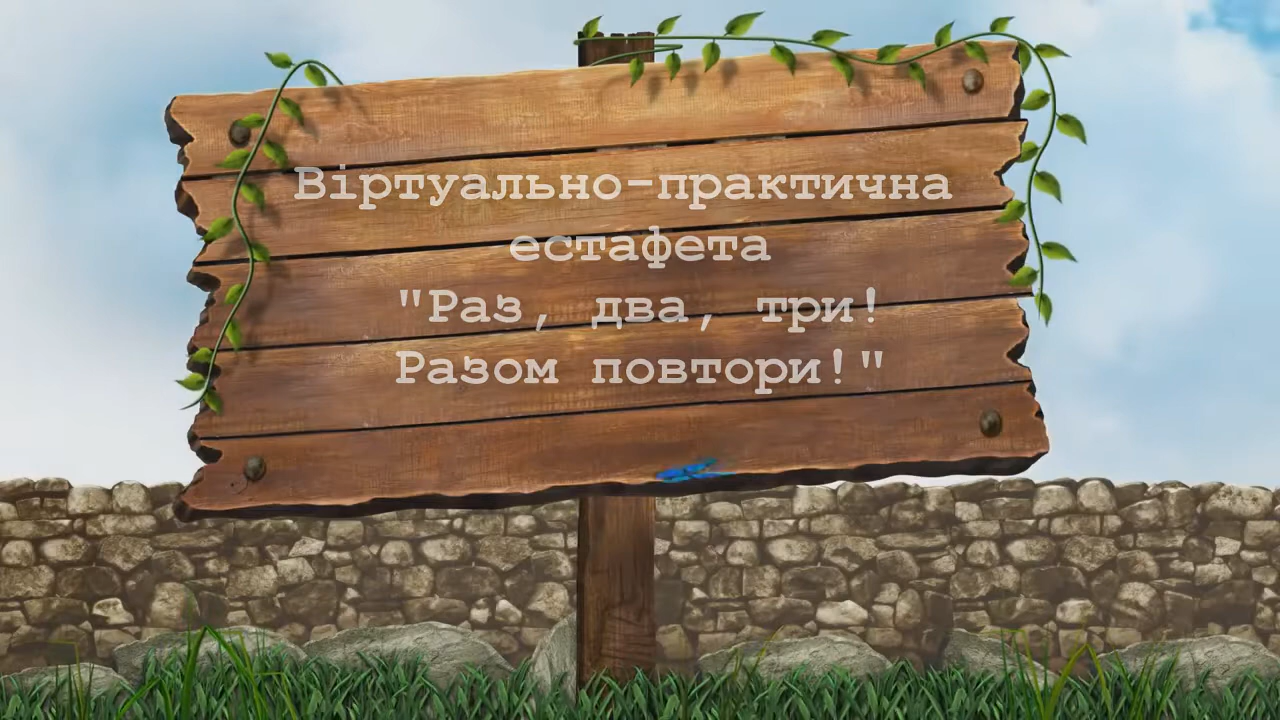 Віртуально-практична
естафета
"Раз, два, три!
Разом повтори!"